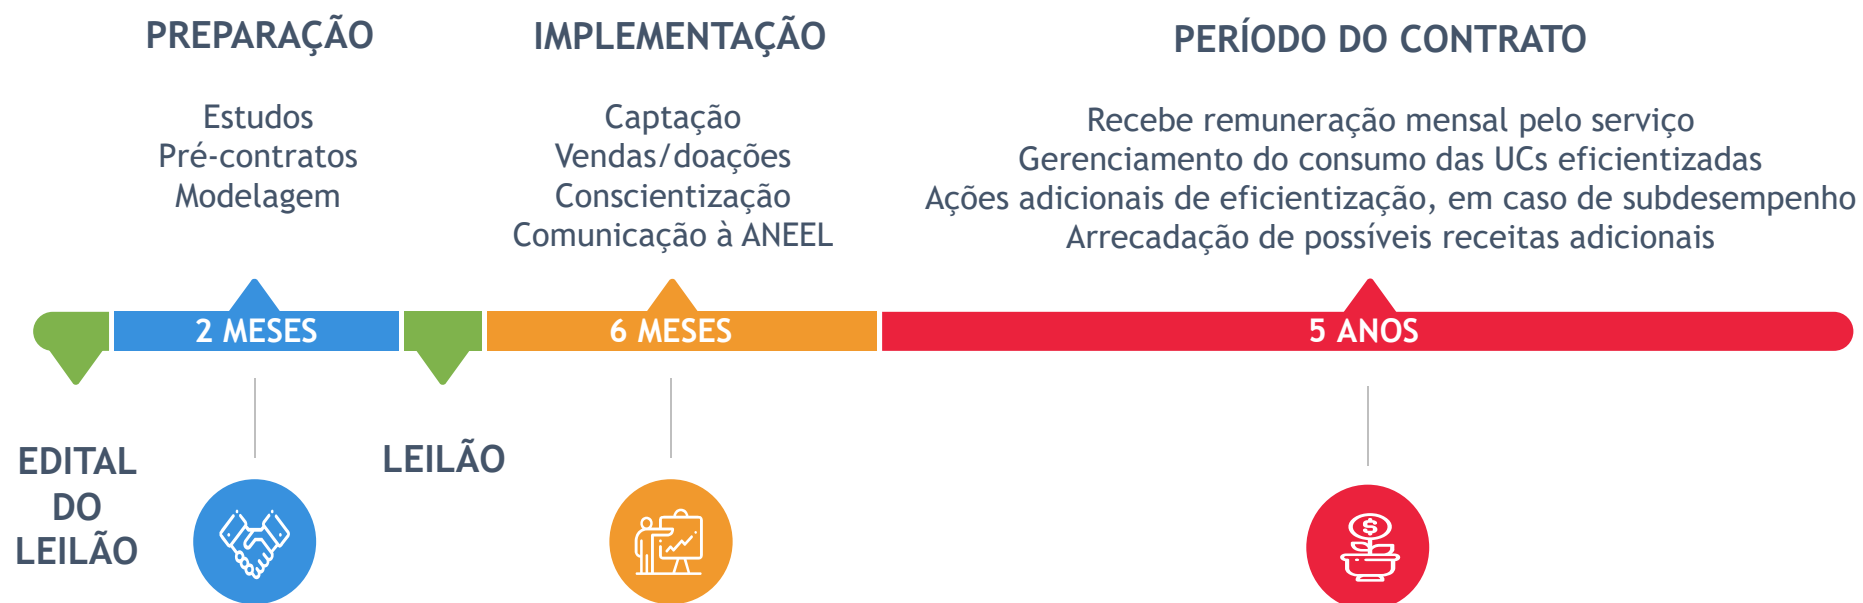 PREPARAÇÃO
Estudos
Pré-contratos
Modelagem
IMPLEMENTAÇÃO
Captação
Vendas/doações
Conscientização
Comunicação à ANEEL
PERÍODO DO CONTRATO
Recebe remuneração mensal pelo serviço
Gerenciamento do consumo das UCs eficientizadas
Ações adicionais de eficientização, em caso de subdesempenho
Arrecadação de possíveis receitas adicionais
2 MESES
6 MESES
5 ANOS
EDITAL
DO
LEILÃO
LEILÃO
$